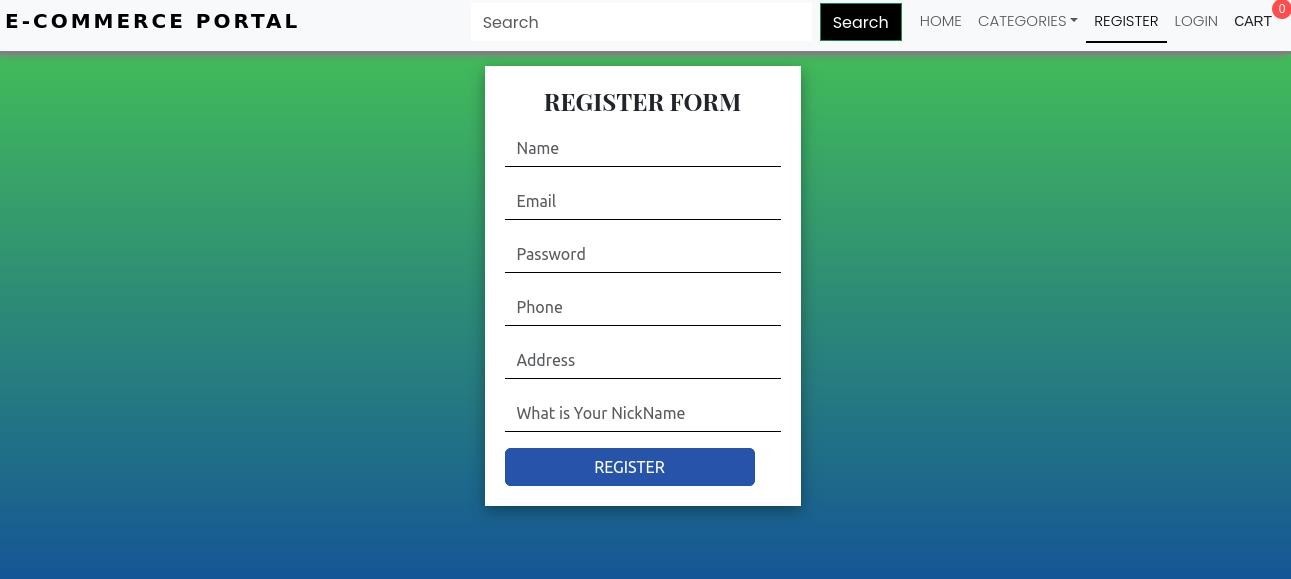 E-COMMERCE PORTAL
Search Search HOME CATEGORIES REGISTER LOGIN CART 0
REGISTER FORM
Name
Email
Password
Phone
Address
What is Your NickName
REGISTER